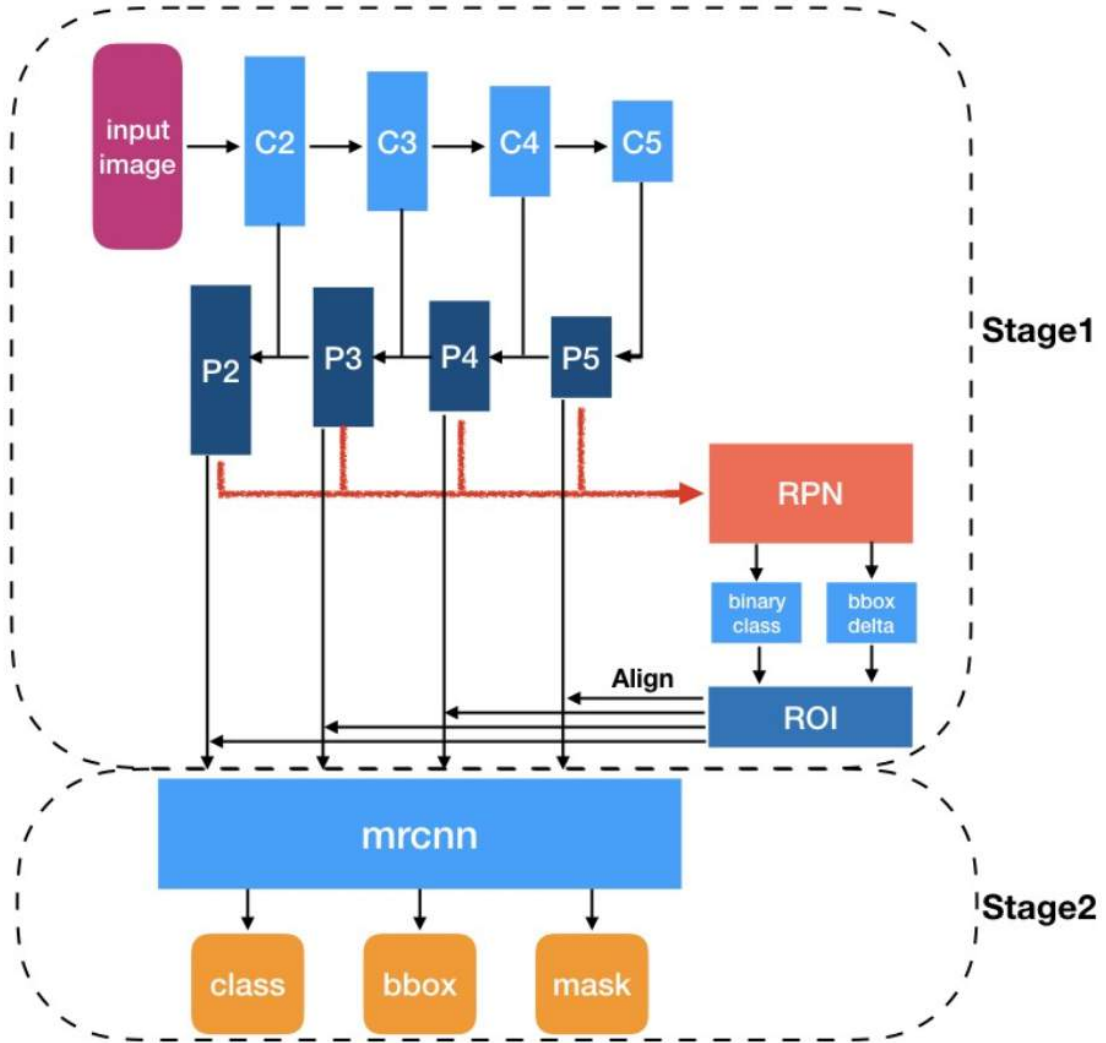 input
image
C2
C3
C4
C5
P2
P3
P4
P5
Stage1
RPN
binary
class
bbox
delta
Align
ROI
mrcnn
Stage2
class
bbox
mask